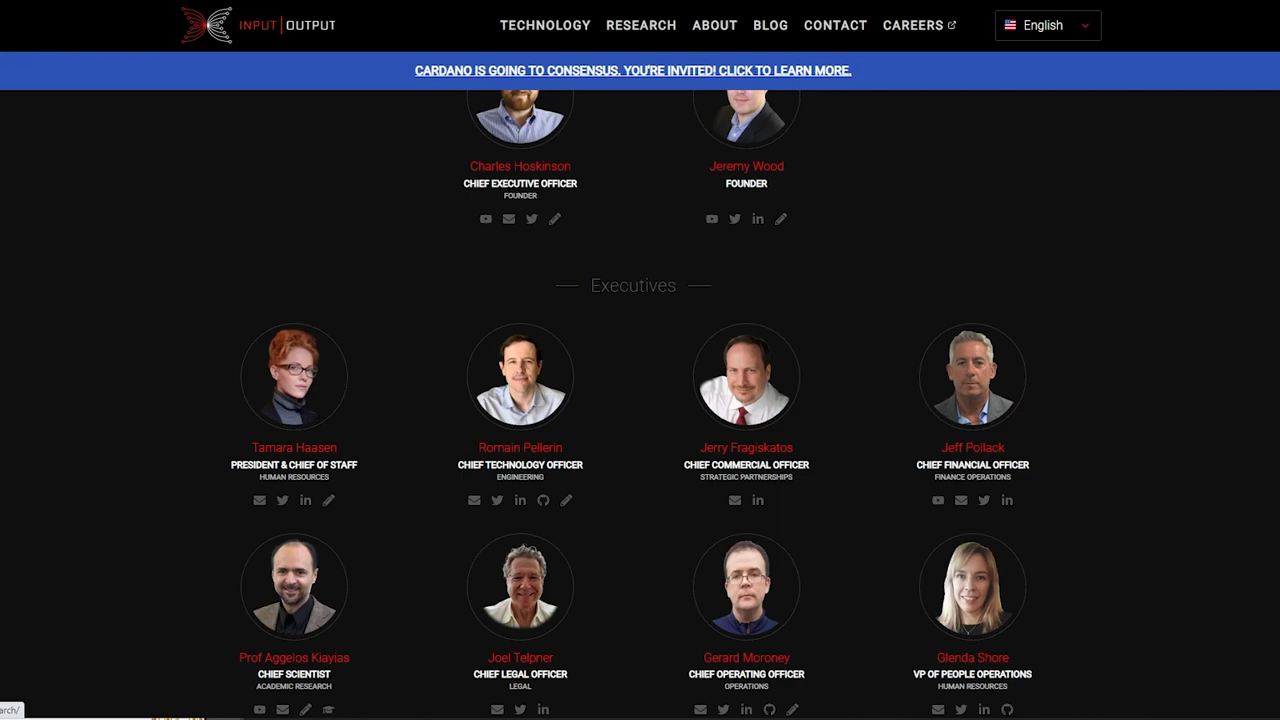 INPUT | OUTPUT
TECHNOLOGY RESEARCH ABOUT BLOG CONTACT CAREERS
English
CARDANO IS GOING TO CONSENSUS. YOU'RE INVITED! CLICK TO LEARN MORE.
Charles Hoskinson Jeremy Wood
CHIEF EXECUTIVE OFFICER FOUNDER
FOUNDER
Executives
Tamara Haasen Romain Pellerin Jerry Fragiskatos Jeff Pollack
PRESIDENT & CHIEF OF STAFF CHIEF TECHNOLOGY OFFICER CHIEF COMMERCIAL OFFICER CHIEF FINANCIAL OFFICER
HUMAN RESOURCES ENGINEERING STRATEGIC PARTNERSHIPS FINANCE OPERATIONS
Prof Aggelos Kiayias Joel Telpner Gerard Moroney Glenda Shore
CHIEF SCIENTIST CHIEF LEGAL OFFICER CHIEF OPERATING OFFICER VP OF PEOPLE OPERATIONS
ACADEMIC RESEARCH LEGAL OPERATIONS HUMAN RESOURCES
arch/